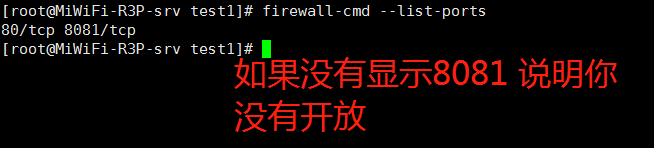 [root@MiWiFi-R3P-srv test1]# firewall-cmd --list-ports
80/tcp 8081/tcp
[root@MiWiFi-R3P-srv test1]#
如果没有显示8081 说明你
没有开放